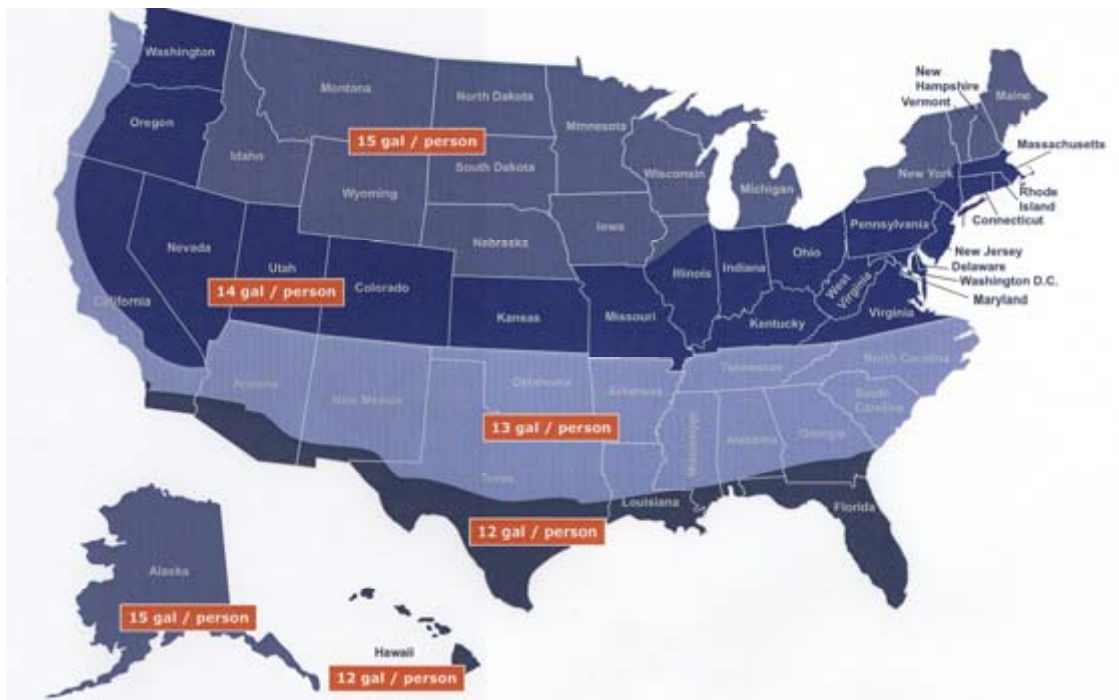 Washington
Montana
North Dakota
Minnesota
New
Hampshire
Vermont
Maine
Oregon
Idaho
15 gal / person
South Dakota
Wyoming
Wisconsin
Michigan
New York
Massachusetts
Rhode
Island
Connecticut
Nebraska
Iowa
Pennsylvania
Nevada
Utah
Colorado
14 gal / person
California
Kansas
Missouri
Illinois
Indiana
Ohio
West
Virginia
Kentucky
Virginia
New Jersey
Delaware
Washington D.C.
Maryland
Arizona
New Mexico
Oklahoma
Arkansas
Tennessee
North Carolina
South
Carolina
13 gal / person
Mississippi
Alabama
Georgia
Texas
Louisiana
Florida
12 gal / person
Alaska
15 gal / person
Hawaii
12 gal / person